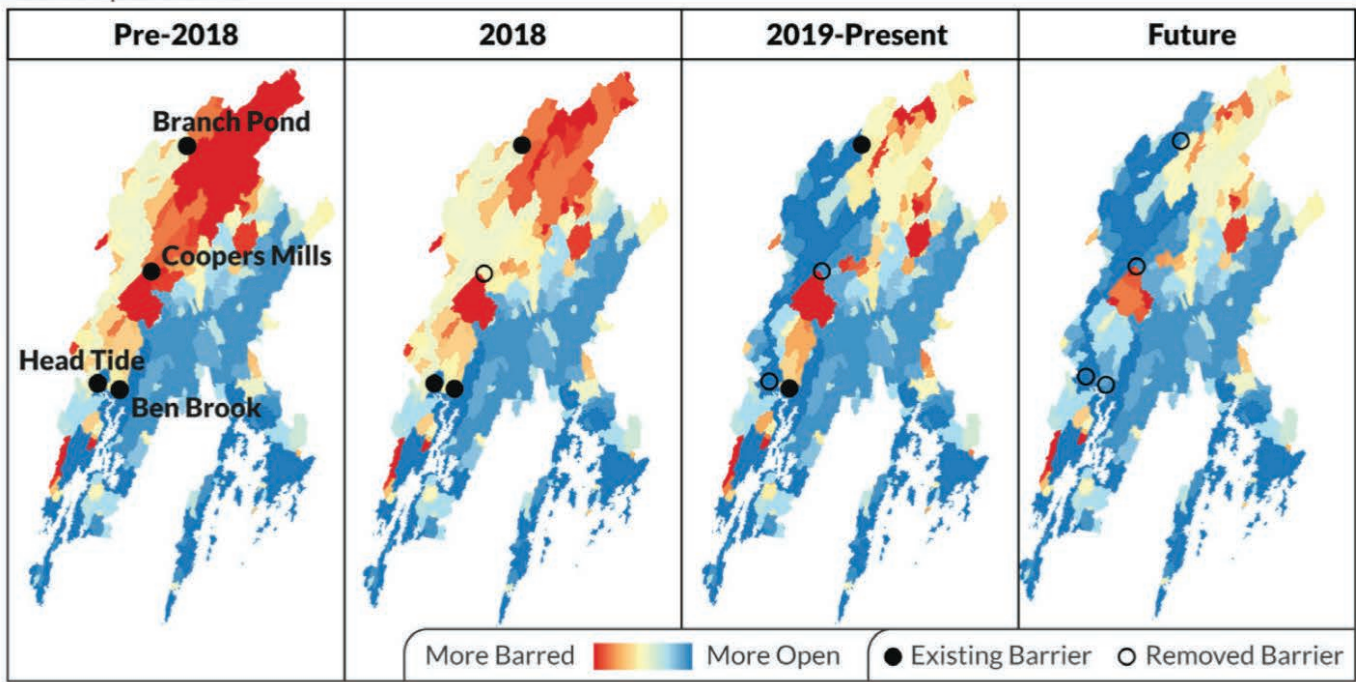 Pre-2018
2018
2019-Present
Future
Branch Pond
Coopers Mills
Head Tide
Ben Brook
More Barred
More Open
Existing Barrier
Removed Barrier